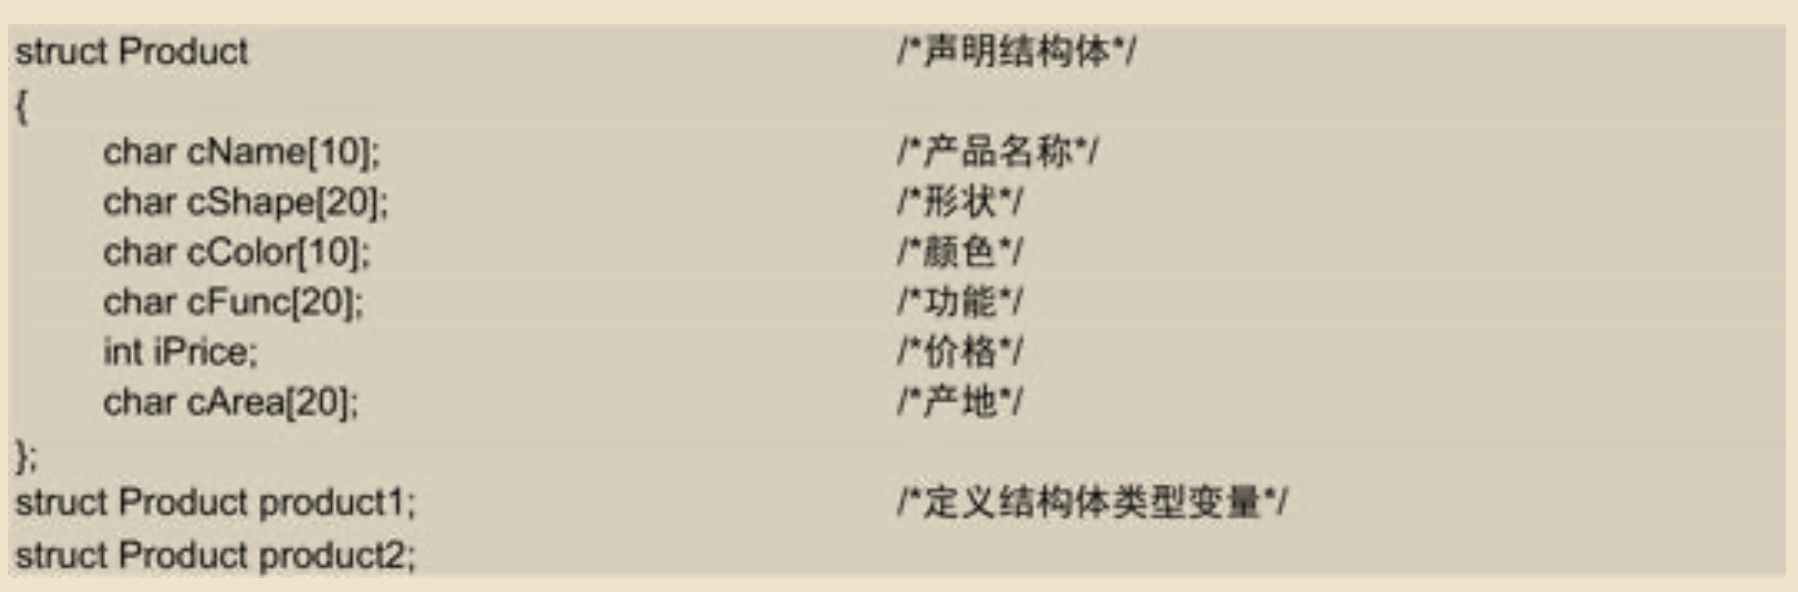 struct Product /*声明结构体*/
{
char cName[10]; /*产品名称*/
char cShape[20]; /*形状*/
char cColor[10]; /*颜色*/
char cFunc[20]; /*功能*/
int iPrice; /*价格*/
char cArea[20]; /*产地*/
};
struct Product product1; /*定义结构体类型变量*/
struct Product product2;